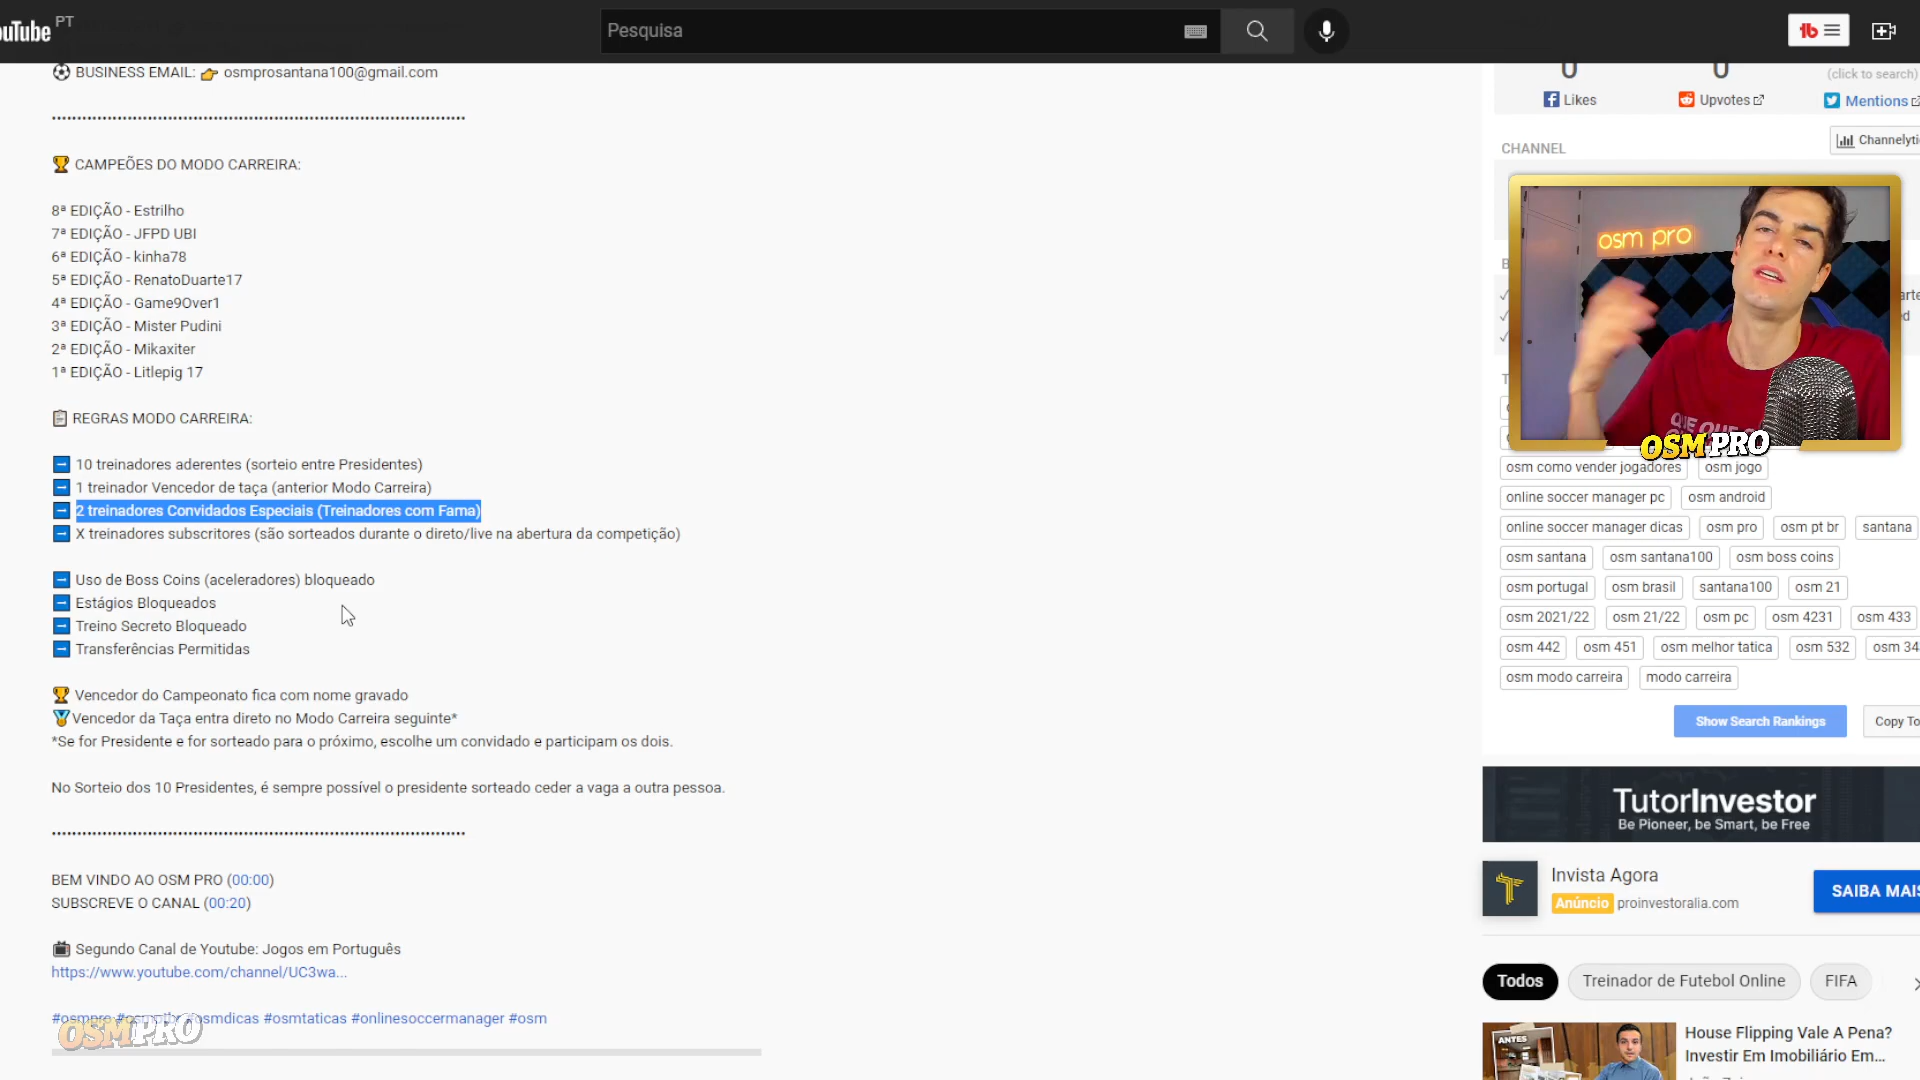 ouTube PT
Pesquisa
BUSINESS EMAIL: 👉 osmprosantana100@gmail.com
CAMPEÕES DO MODO CARREIRA:
8ª EDIÇÃO - Estrilho
7ª EDIÇÃO - JFPD UBI
6ª EDIÇÃO - kinha78
5ª EDIÇÃO - RenatoDuarte17
4ª EDIÇÃO - Game9Over1
3ª EDIÇÃO - Mister Pudini
2ª EDIÇÃO - Mikaxiter
1ª EDIÇÃO - Litlepig 17
REGRAS MODO CARREIRA:
10 treinadores aderentes (sorteio entre Presidentes)
1 treinador Vencedor de taça (anterior Modo Carreira)
2 treinadores Convidados Especiais (Treinadores com Fama)
X treinadores subscritores (são sorteados durante o direto/live na abertura da competição)
Uso de Boss Coins (aceleradores) bloqueado
Estágios Bloqueados
Treino Secreto Bloqueado
Transferências Permitidas
Vencedor do Campeonato fica com nome gravado
Vencedor da Taça entra direto no Modo Carreira seguinte*
*Se for Presidente e for sorteado para o próximo, escolhe um convidado e participam os dois.
No Sorteio dos 10 Presidentes, é sempre possível o presidente sorteado ceder a vaga a outra pessoa.
BEM VINDO AO OSM PRO (00:00)
SUBSCREVE O CANAL (00:20)
Segundo Canal de Youtube: Jogos em Português
https://www.youtube.com/channel/UC3wa...
#osmpro #osmdicas #osmtaticas #onlinesoccermanager #osm
OSM PRO
0 0 (click to search)
Likes Upvotes Mentions
CHANNEL Channelyti
osm pro
OSM PRO
osm como vender jogadores osm jogo
online soccer manager pc osm android
online soccer manager dicas osm pro osm pt br santana
osm santana osm santana100 osm boss coins
osm portugal osm brasil santana100 osm 21
osm 2021/22 osm 21/22 osm pc osm 4231 osm 433
osm 442 osm 451 osm melhor tatica osm 532 osm 34
osm modo carreira modo carreira
Show Search Rankings Copy To
TutorInvestor
Be Pioneer, be Smart, be Free
Invista Agora
Anúncio proinvestoralia.com
SAIBA MAIS
Todos Treinador de Futebol Online FIFA
ANTES
House Flipping Vale A Pena?
Investir Em Imobiliário Em...